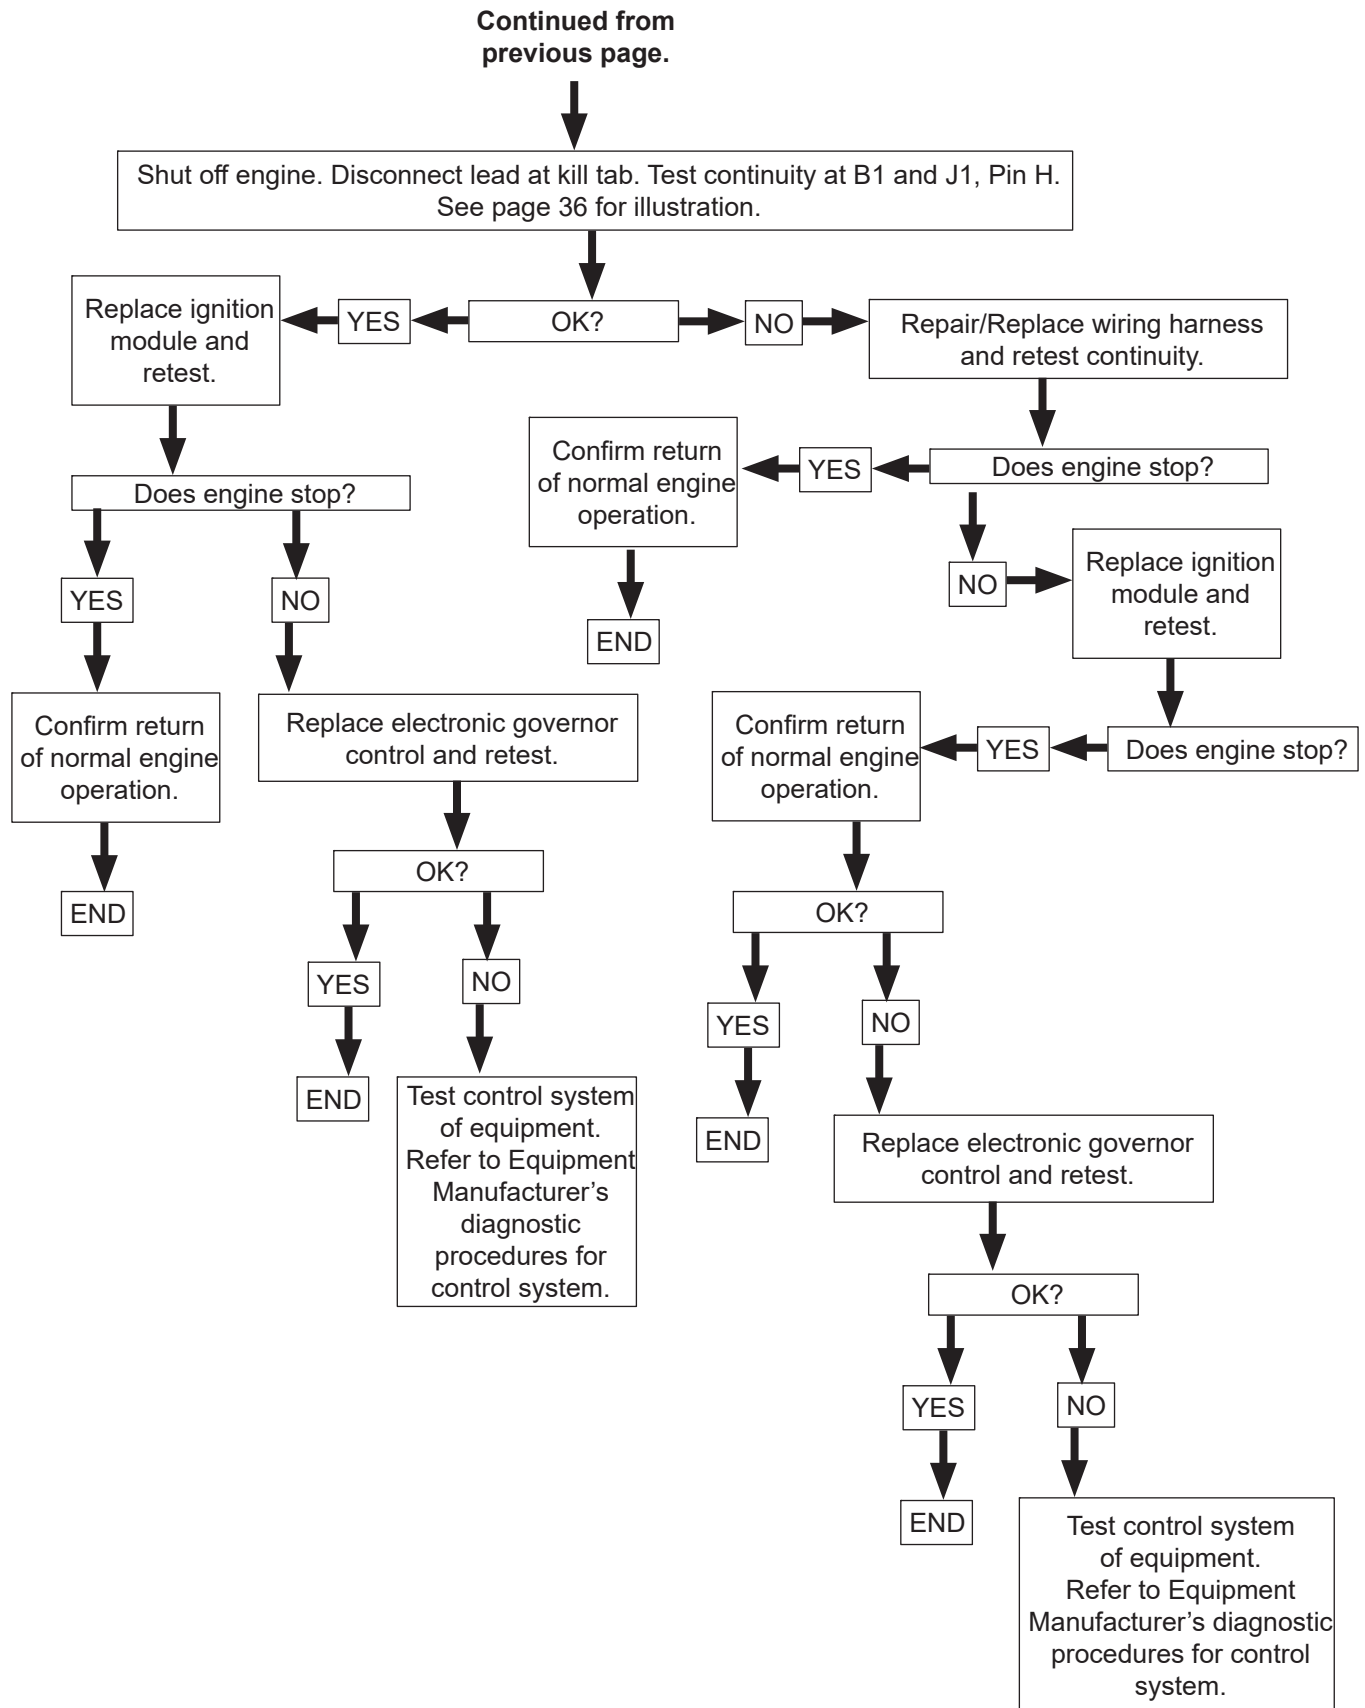 Continued from
previous page.
Shut off engine. Disconnect lead at kill tab. Test continuity at B1 and J1, Pin H.
See page 36 for illustration.
Replace ignition
module and
retest.
YES
OK?
NO
Repair/Replace wiring harness
and retest continuity.
Does engine stop?
YES
NO
Confirm return
of normal engine
operation.
END
Replace electronic governor
control and retest.
OK?
YES
END
NO
Test control system
of equipment.
Refer to Equipment
Manufacturer’s
diagnostic
procedures for
control system.
Does engine stop?
YES
Confirm return
of normal engine
operation.
END
NO
Replace ignition
module and
retest.
Does engine stop?
YES
Confirm return
of normal engine
operation.
OK?
YES
END
NO
Replace electronic governor
control and retest.
OK?
YES
END
NO
Test control system
of equipment.
Refer to Equipment
Manufacturer’s diagnostic
procedures for control
system.